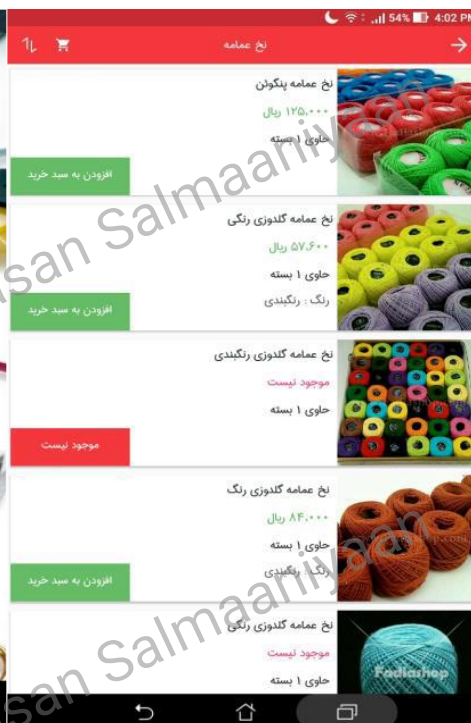 54% 4:02 PM
نخ عمامه
نخ عمامه پنگوئن
۱۲۵،۰۰۰ ریال
حاوی ۱ بسته
افزودن به سبد خرید
نخ عمامه گلدوزی رنگی
۵۷،۶۰۰ ریال
حاوی ۱ بسته
رنگ : رنگبندی
افزودن به سبد خرید
نخ عمامه گلدوزی رنگبندی
موجود نیست
حاوی ۱ بسته
موجود نیست
نخ عمامه گلدوزی رنگ
۸۴،۰۰۰ ریال
حاوی ۱ بسته
رنگ : رنگبندی
افزودن به سبد خرید
نخ عمامه گلدوزی رنگی
موجود نیست
حاوی ۱ بسته
Fadiashop
san Salmaaniyaan
san Salmaaniyaan